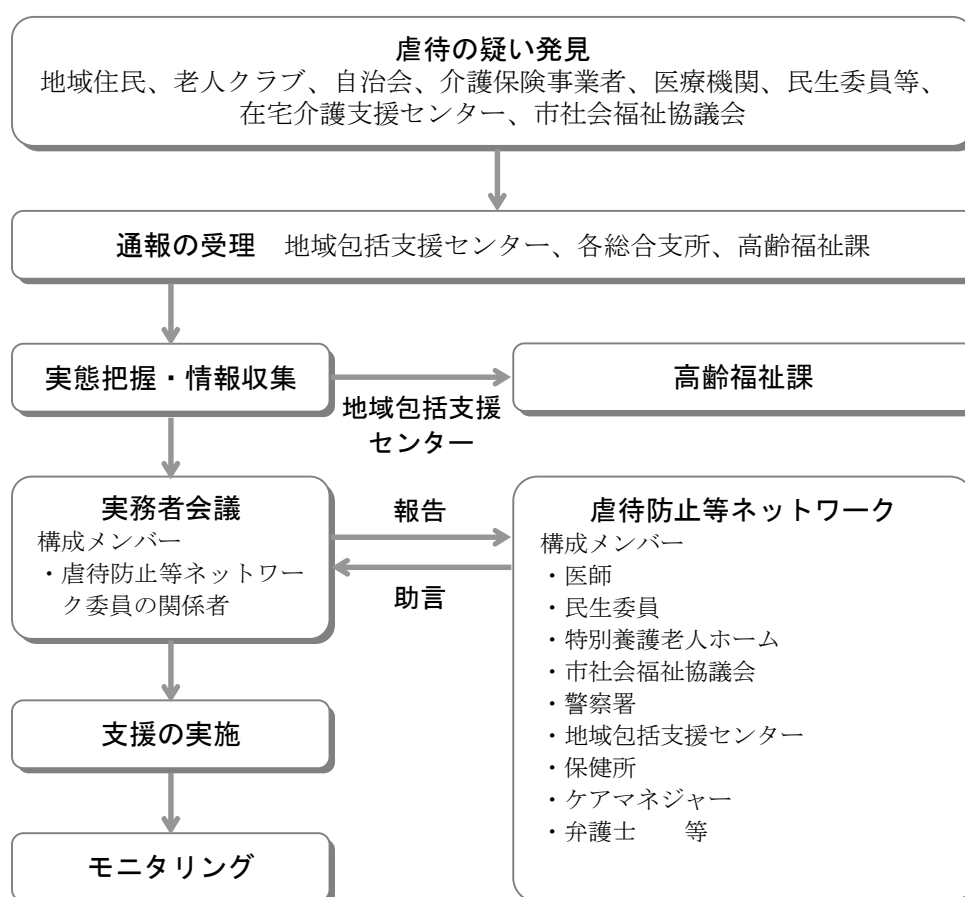 虐待の疑い発見
地域住民、老人クラブ、自治会、介護保険事業者、医療機関、民生委員等、
在宅介護支援センター、市社会福祉協議会
通報の受理　地域包括支援センター、各総合支所、高齢福祉課
実態把握・情報収集
地域包括支援
センター
高齢福祉課
実務者会議
構成メンバー
・虐待防止等ネットワー
ク委員の関係者
報告
助言
虐待防止等ネットワーク
構成メンバー
・医師
・民生委員
・特別養護老人ホーム
・市社会福祉協議会
・警察署
・地域包括支援センター
・保健所
・ケアマネジャー
・弁護士　　等
支援の実施
モニタリング